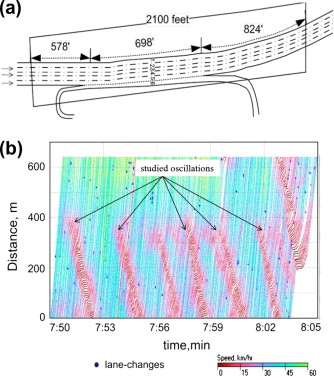 (a)
2100 feet
578'
698'
824'
(b)
studied oscillations
Distance, m
600
400
200
0
7:50
7:53
7:56
7:59
8:02
8:05
time,min
lane-changes
Speed, km/hr
0
15
30
45
60